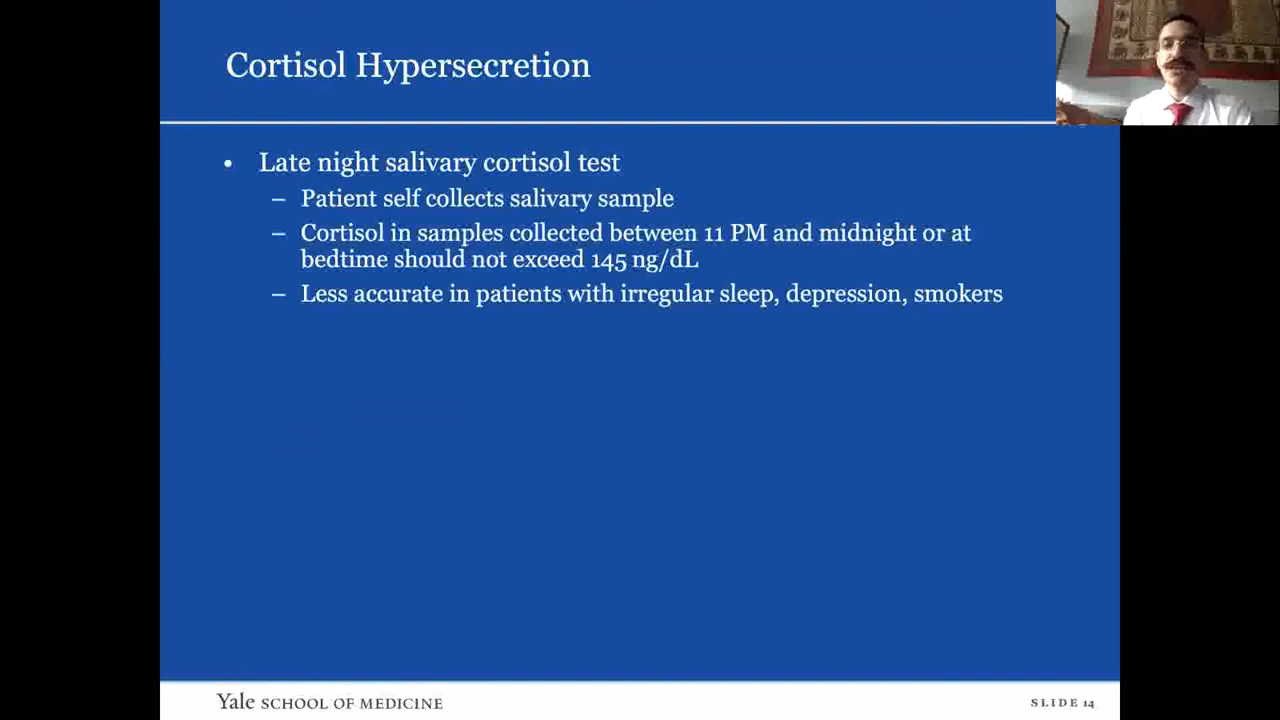 Cortisol Hypersecretion
• Late night salivary cortisol test
– Patient self collects salivary sample
– Cortisol in samples collected between 11 PM and midnight or at
bedtime should not exceed 145 ng/dL
– Less accurate in patients with irregular sleep, depression, smokers
Yale SCHOOL OF MEDICINE
SLIDE 14